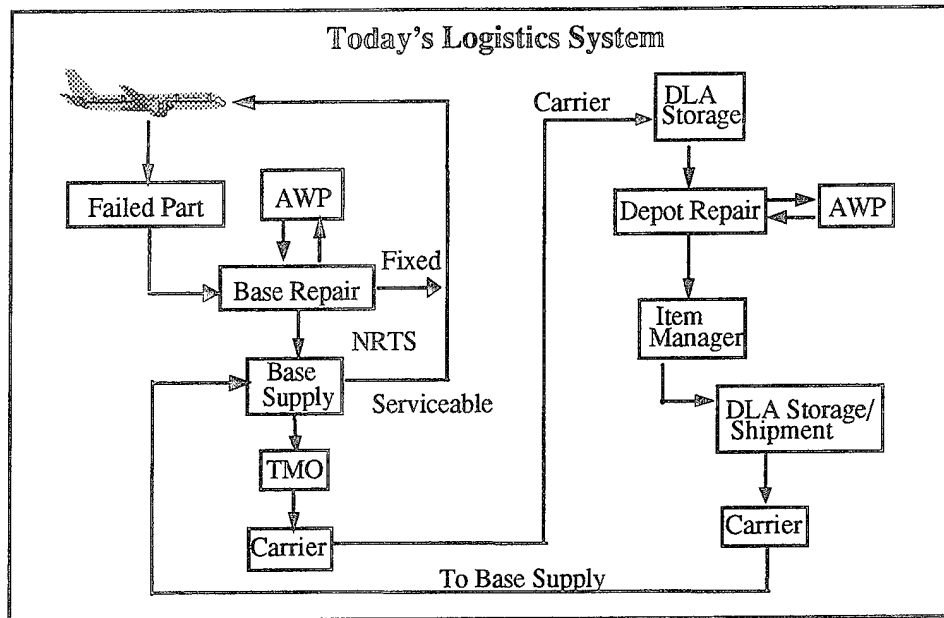 Today's Logistics System
Carrier
DLA
Storage
Failed Part
AWP
Depot Repair
AWP
Fixed
Base Repair
NRTS
Item
Manager
Base
Supply
Serviceable
DLA Storage/
Shipment
TMO
Carrier
Carrier
To Base Supply